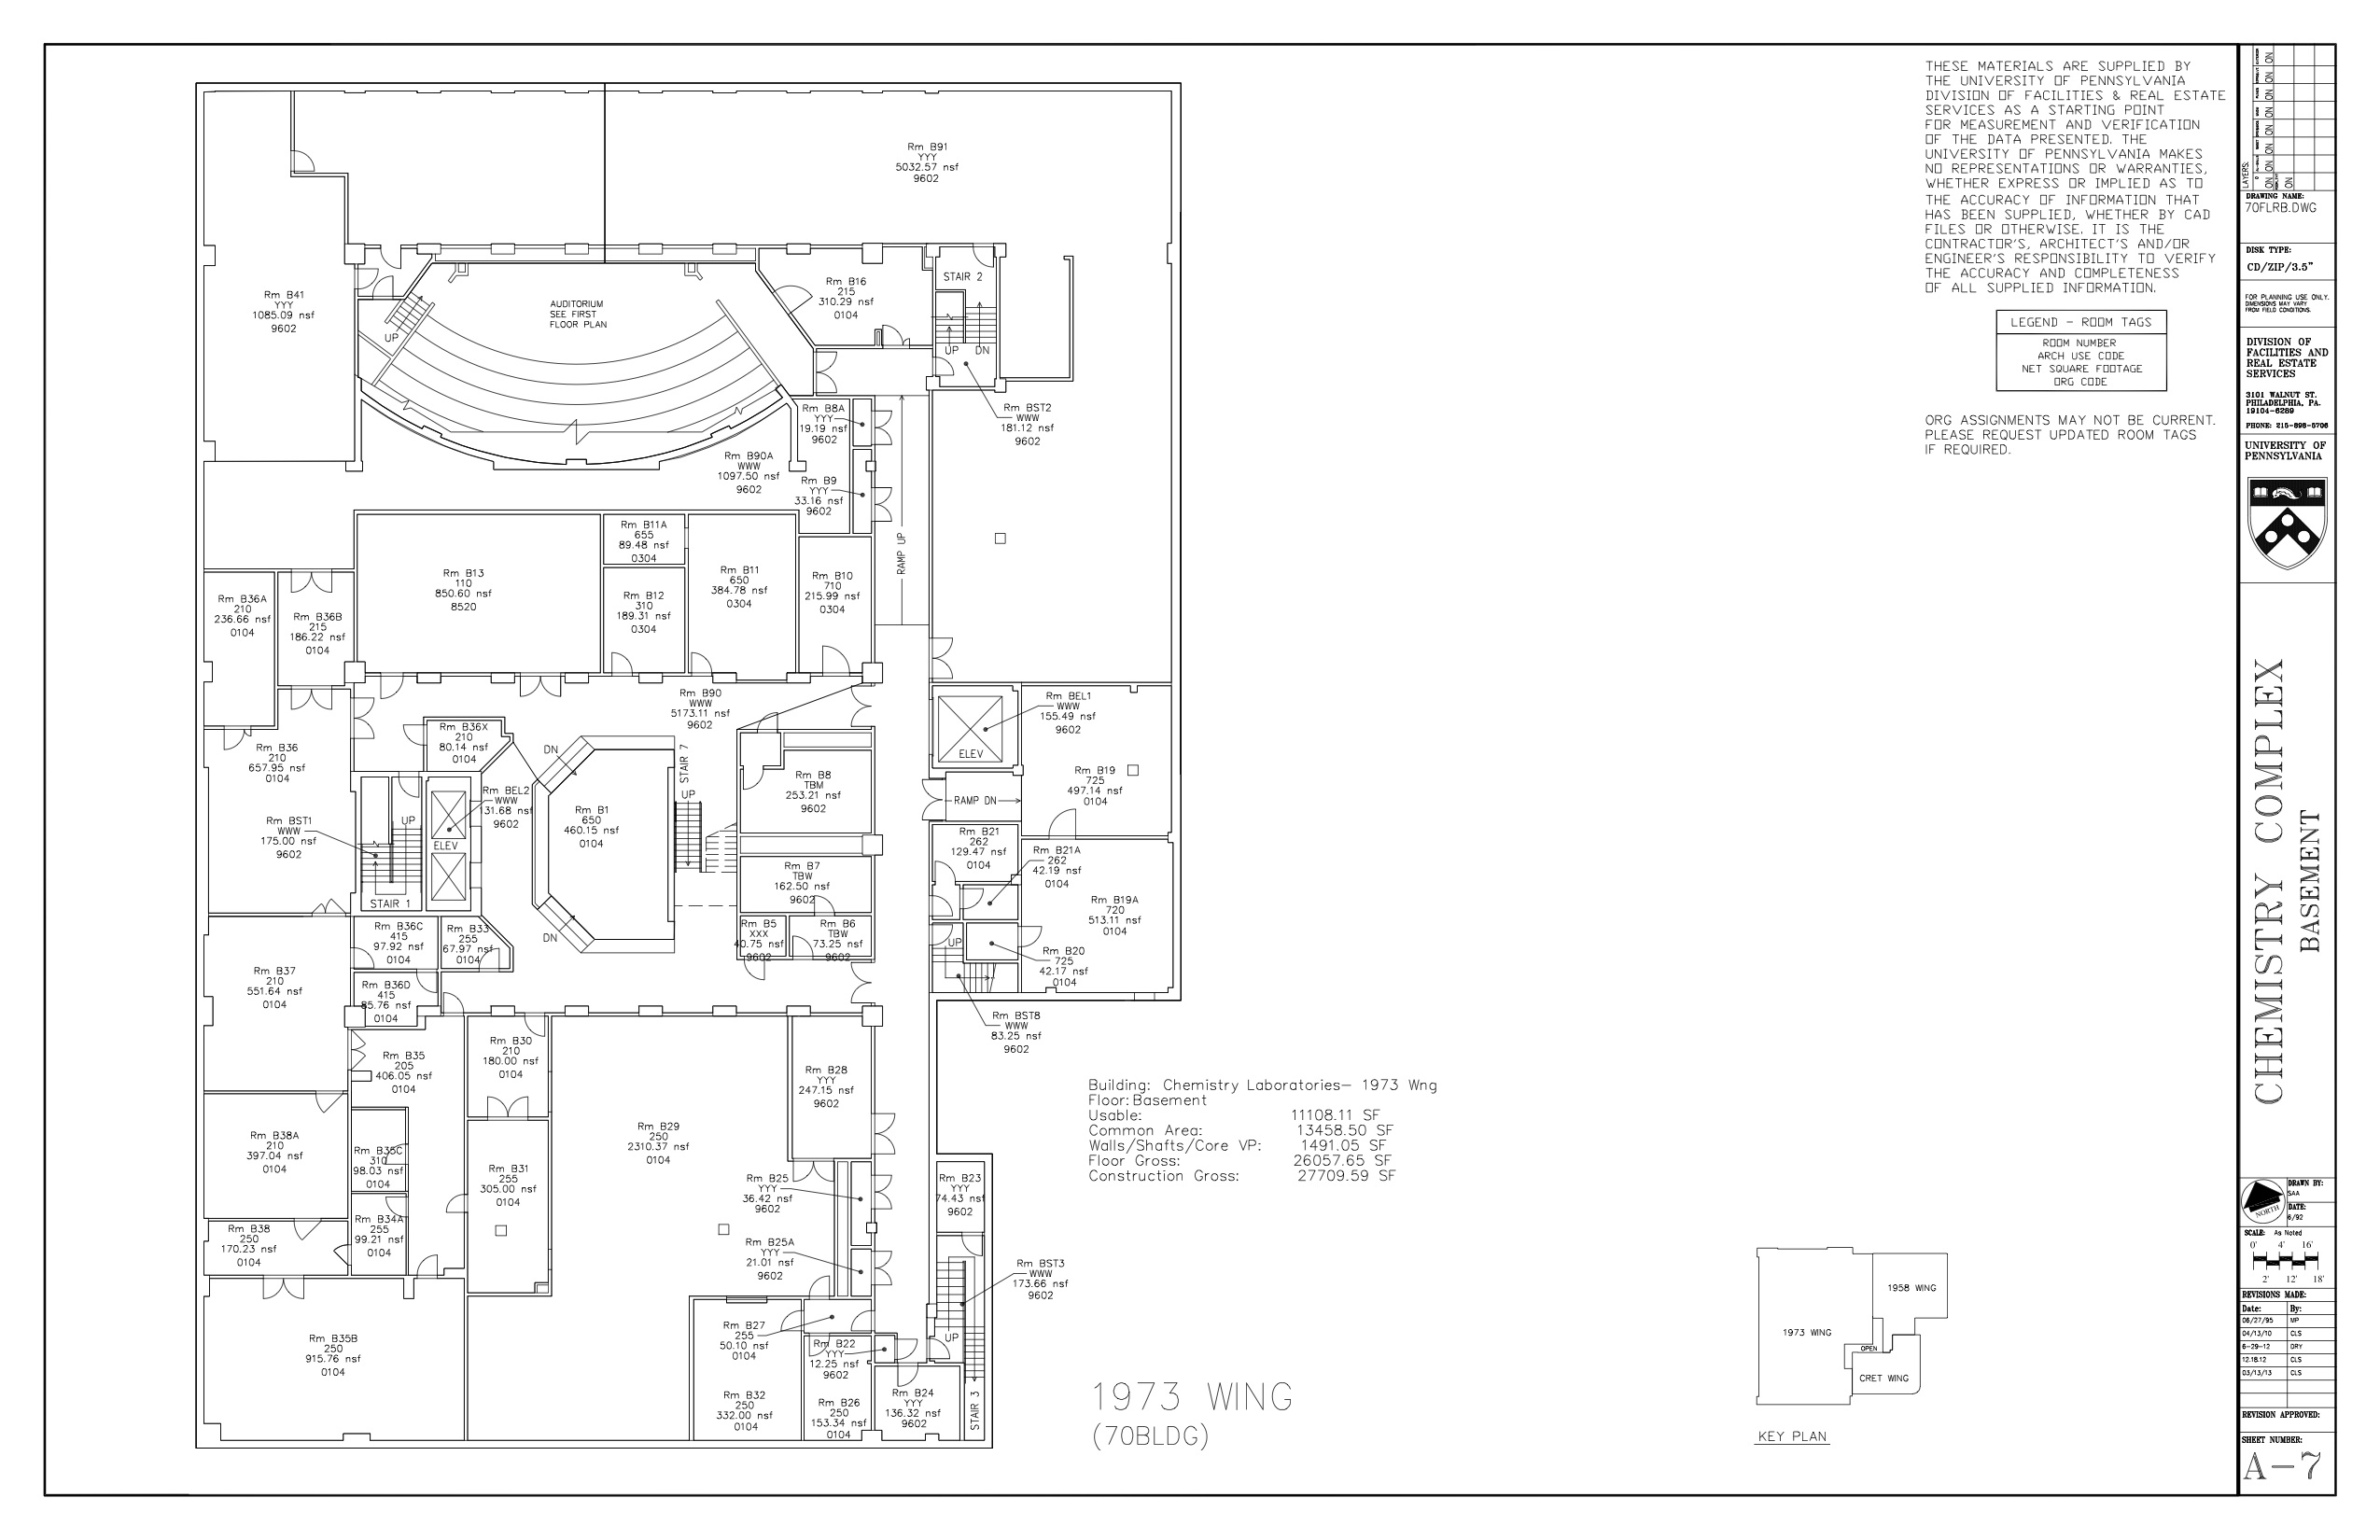 Rm B91
YYY
5032.57 nsf
9602
Rm B41
YYY
1085.09 nsf
9602
AUDITORIUM
SEE FIRST
FLOOR PLAN
UP
Rm B16
215
310.29 nsf
0104
STAIR 2
UP
DN
Rm BST2
WWW
181.12 nsf
9602
Rm B8A
YYY
19.19 nsf
9602
Rm B90A
WWW
1097.50 nsf
9602
Rm B9
YYY
33.16 nsf
9602
RAMP UP
Rm B11A
655
89.48 nsf
0304
Rm B13
110
850.60 nsf
8520
Rm B12
310
189.31 nsf
0304
Rm B11
650
384.78 nsf
0304
Rm B10
710
215.99 nsf
0304
Rm B36A
210
236.66 nsf
0104
Rm B36B
215
186.22 nsf
0104
Rm B90
WWW
5173.11 nsf
9602
Rm B36X
210
80.14 nsf
0104
Rm B36
210
657.95 nsf
0104
DN
STAIR 7
UP
Rm BEL1
WWW
155.49 nsf
9602
ELEV
Rm B8
TBM
253.21 nsf
9602
Rm B19
725
497.14 nsf
0104
RAMP DN
Rm BEL2
WWW
131.68 nsf
9602
Rm B1
650
460.15 nsf
0104
Rm BST1
WWW
175.00 nsf
9602
UP
ELEV
STAIR 1
Rm B7
TBW
162.50 nsf
9602
Rm B21
262
129.47 nsf
0104
Rm B21A
262
42.19 nsf
0104
Rm B19A
720
513.11 nsf
0104
Rm B36C
415
97.92 nsf
0104
Rm B33
255
67.97 nsf
0104
DN
Rm B5
XXX
40.75 nsf
9602
Rm B6
TBW
73.25 nsf
9602
UP
Rm B20
725
42.17 nsf
0104
Rm B37
210
551.64 nsf
0104
Rm B36D
415
85.76 nsf
0104
Rm BST8
WWW
83.25 nsf
9602
Rm B35
205
406.05 nsf
0104
Rm B30
210
180.00 nsf
0104
Rm B28
YYY
247.15 nsf
9602
Rm B29
250
2310.37 nsf
0104
Rm B38A
210
397.04 nsf
0104
Rm B35C
310
98.03 nsf
0104
Rm B31
255
305.00 nsf
0104
Rm B25
YYY
36.42 nsf
9602
Rm B23
YYY
74.43 nsf
9602
Rm B38
250
170.23 nsf
0104
Rm B34A
255
99.21 nsf
0104
Rm B25A
YYY
21.01 nsf
9602
Rm BST3
WWW
173.66 nsf
9602
Rm B35B
250
915.76 nsf
0104
Rm B27
255
50.10 nsf
0104
Rm B22
YYY
12.25 nsf
9602
UP
Rm B32
250
332.00 nsf
0104
Rm B26
250
153.34 nsf
0104
Rm B24
YYY
136.32 nsf
9602
STAIR 3
Building: Chemistry Laboratories- 1973 Wng
Floor: Basement
Usable: 11108.11 SF
Common Area: 13458.50 SF
Walls/Shafts/Core VP: 1491.05 SF
Floor Gross: 26057.65 SF
Construction Gross: 27709.59 SF
1973 WING
(70BLDG)
THESE MATERIALS ARE SUPPLIED BY
THE UNIVERSITY OF PENNSYLVANIA
DIVISION OF FACILITIES & REAL ESTATE
SERVICES AS A STARTING POINT
FOR MEASUREMENT AND VERIFICATION
OF THE DATA PRESENTED. THE
UNIVERSITY OF PENNSYLVANIA MAKES
NO REPRESENTATIONS OR WARRANTIES,
WHETHER EXPRESS OR IMPLIED AS TO
THE ACCURACY OF INFORMATION THAT
HAS BEEN SUPPLIED, WHETHER BY CAD
FILES OR OTHERWISE. IT IS THE
CONTRACTOR'S, ARCHITECT'S AND/OR
ENGINEER'S RESPONSIBILITY TO VERIFY
THE ACCURACY AND COMPLETENESS
OF ALL SUPPLIED INFORMATION.
LEGEND - ROOM TAGS
ROOM NUMBER
ARCH USE CODE
NET SQUARE FOOTAGE
ORG CODE
ORG ASSIGNMENTS MAY NOT BE CURRENT.
PLEASE REQUEST UPDATED ROOM TAGS
IF REQUIRED.
1958 WING
1973 WING
OPEN
CRET WING
KEY PLAN
LAYERS:
ON ON ON ON ON ON ON
ON
DRAWING NAME:
70FLRB.DWG
DISK TYPE:
CD/ZIP/3.5"
FOR PLANNING USE ONLY.
DIMENSIONS MAY VARY
FROM FIELD CONDITIONS.
DIVISION OF
FACILITIES AND
REAL ESTATE
SERVICES
3101 WALNUT ST.
PHILADELPHIA, PA.
19104-6289
PHONE: 215-898-5706
UNIVERSITY OF
PENNSYLVANIA
CHEMISTRY COMPLEX
BASEMENT
NORTH
DRAWN BY:
SAA
DATE:
6/92
SCALE: As Noted
0' 4' 16'
2' 12' 18'
REVISIONS MADE:
Date: By:
06/27/95 MP
04/13/10 CLS
6-29-12 DRY
12.18.12 CLS
03/13/13 CLS
REVISION APPROVED:
SHEET NUMBER:
A-7